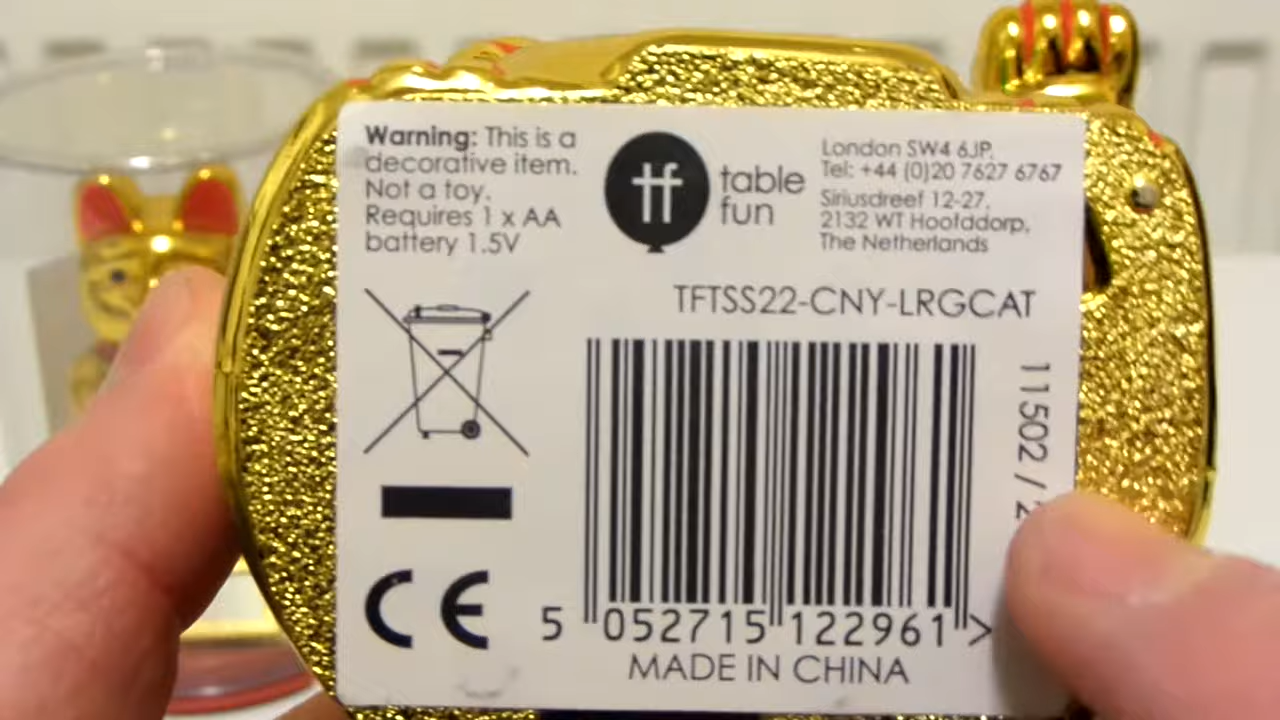 Warning: This is a
decorative item.
Not a toy.
Requires 1 x AA
battery 1.5V
tf
table
fun
London SW4 6JP.
Tel: +44 (0)20 7627 6767
Siriusdreef 12-27,
2132 WT Hoofddorp,
The Netherlands
TFTSS22-CNY-LRGCAT
11502 / 2
CE
5 052715 122961 >
MADE IN CHINA